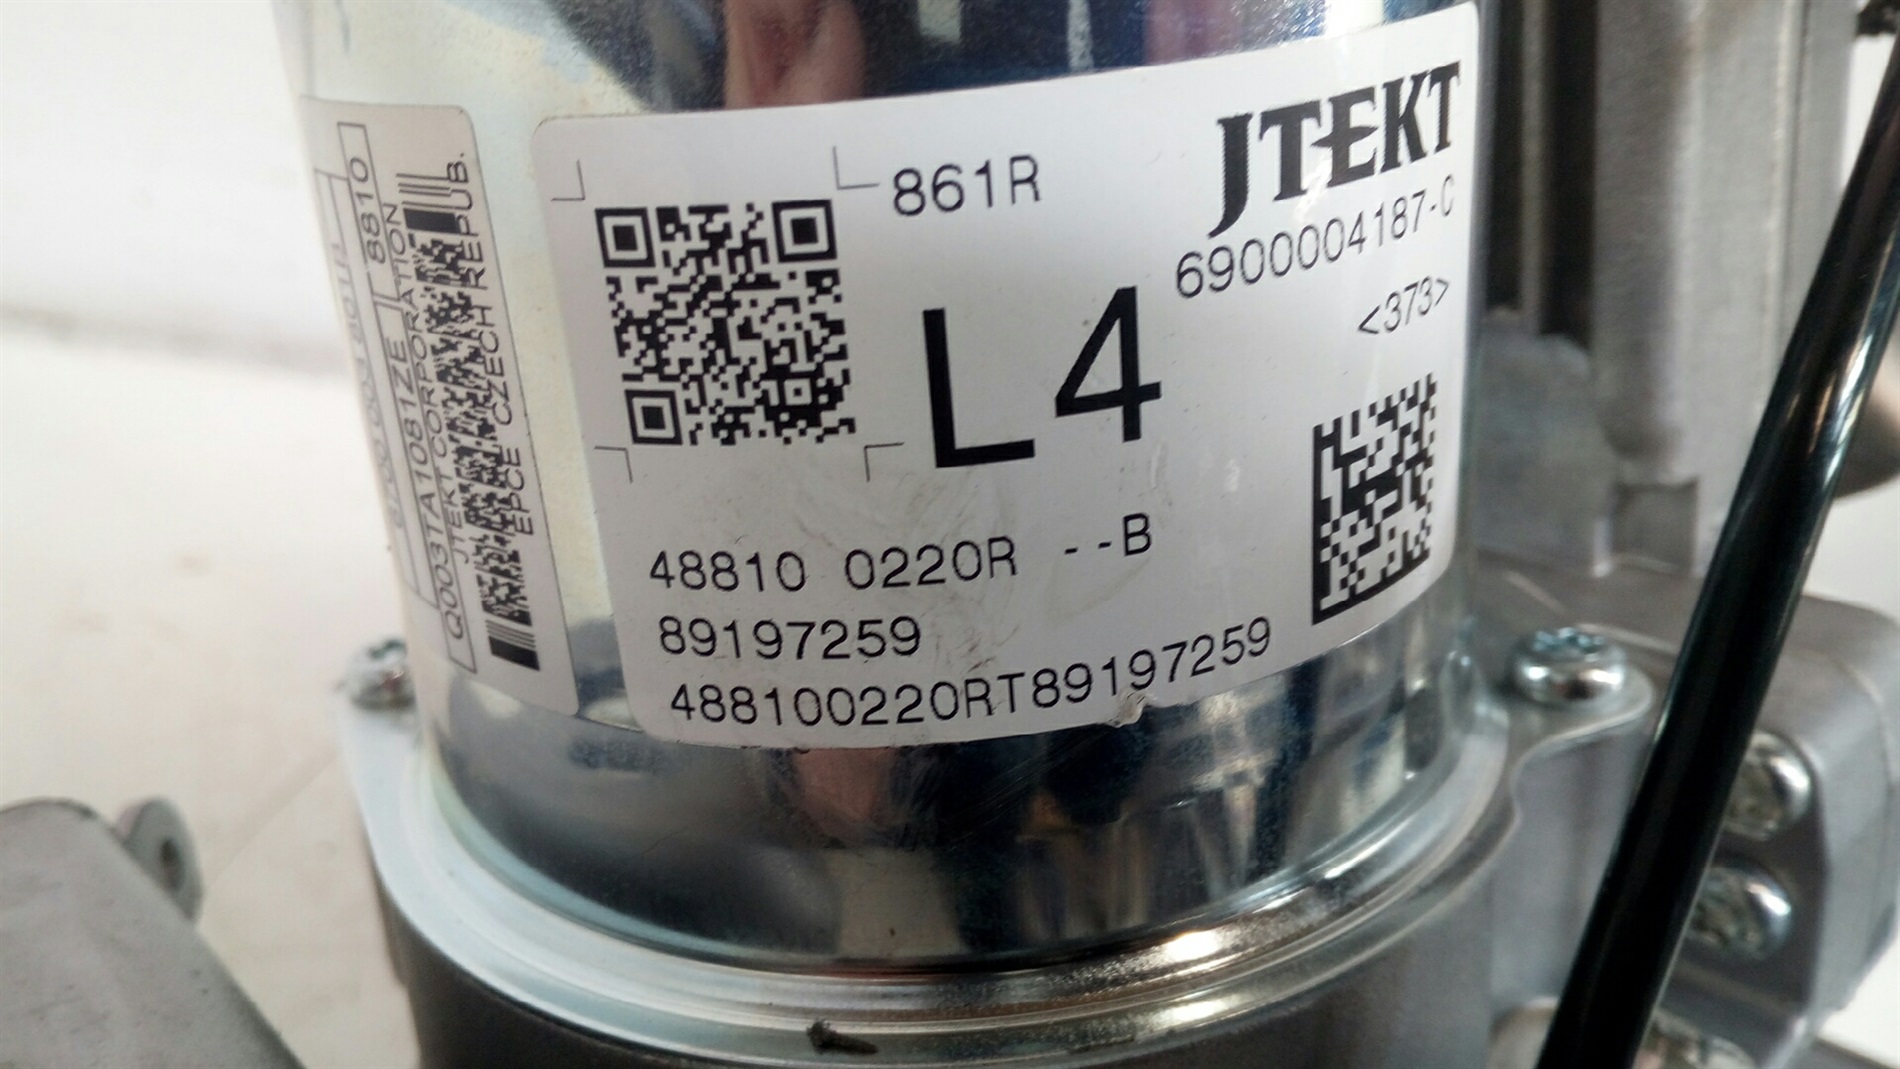 8810
Q003TA1081ZE
JTEKT CORPORATION
EPCE CZECH REPUB.
861R
JTEKT
6900004187-C
<373>
L4
48810 0220R --B
89197259
488100220RT89197259